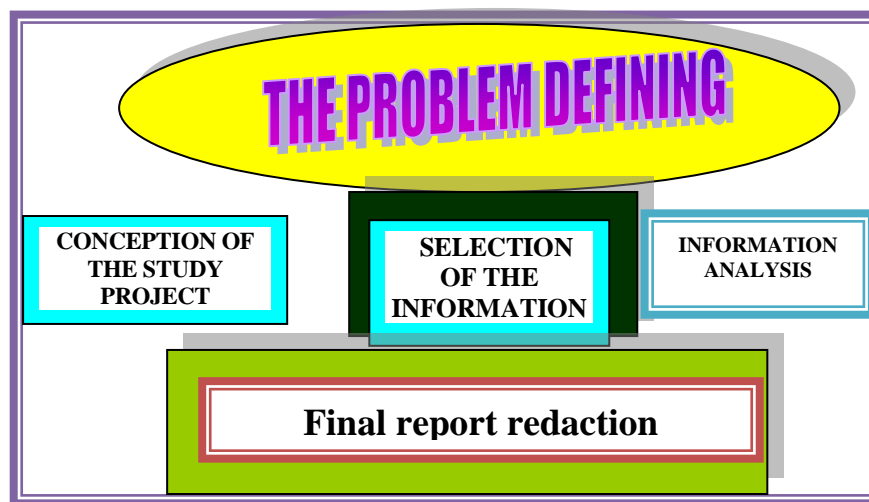 THE PROBLEM DEFINING
CONCEPTION OF
THE STUDY
PROJECT
SELECTION
OF THE
INFORMATION
INFORMATION
ANALYSIS
Final report redaction